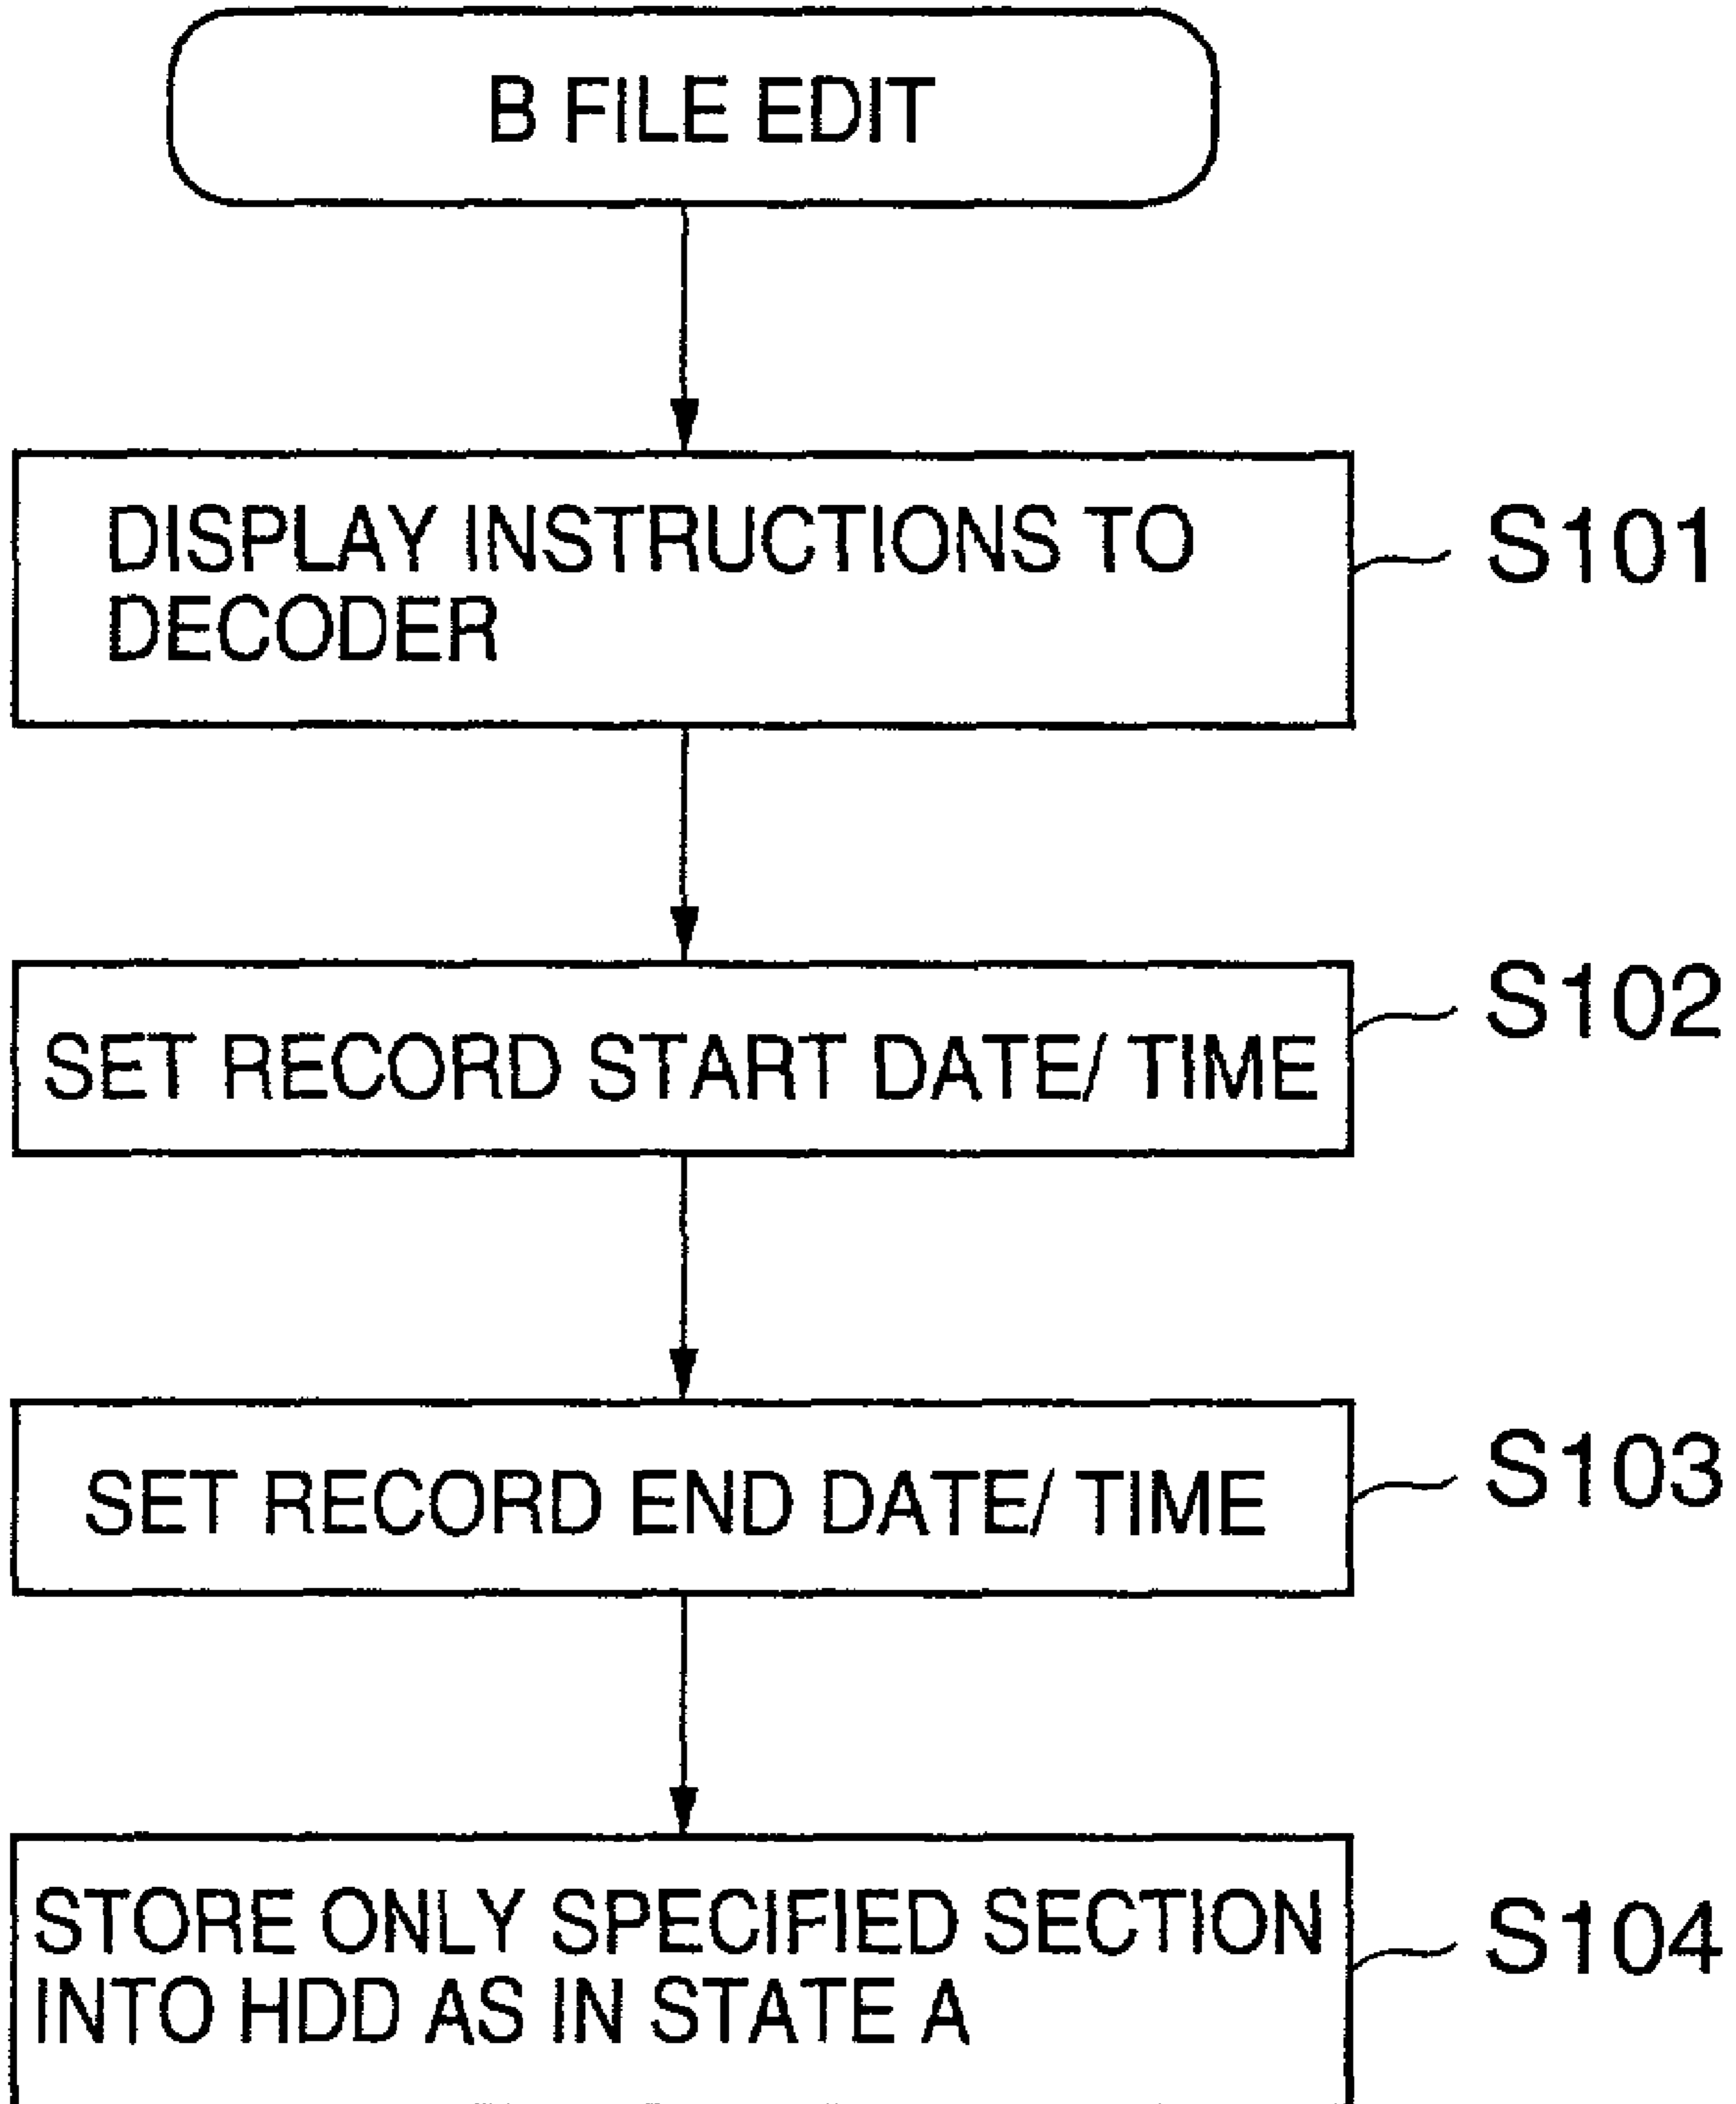 B FILE EDIT
DISPLAY INSTRUCTIONS TO
DECODER
S101
SET RECORD START DATE/ TIME
S102
SET RECORD END DATE/ TIME
S103
STORE ONLY SPECIFIED SECTION
INTO HDD AS IN STATE A
S104